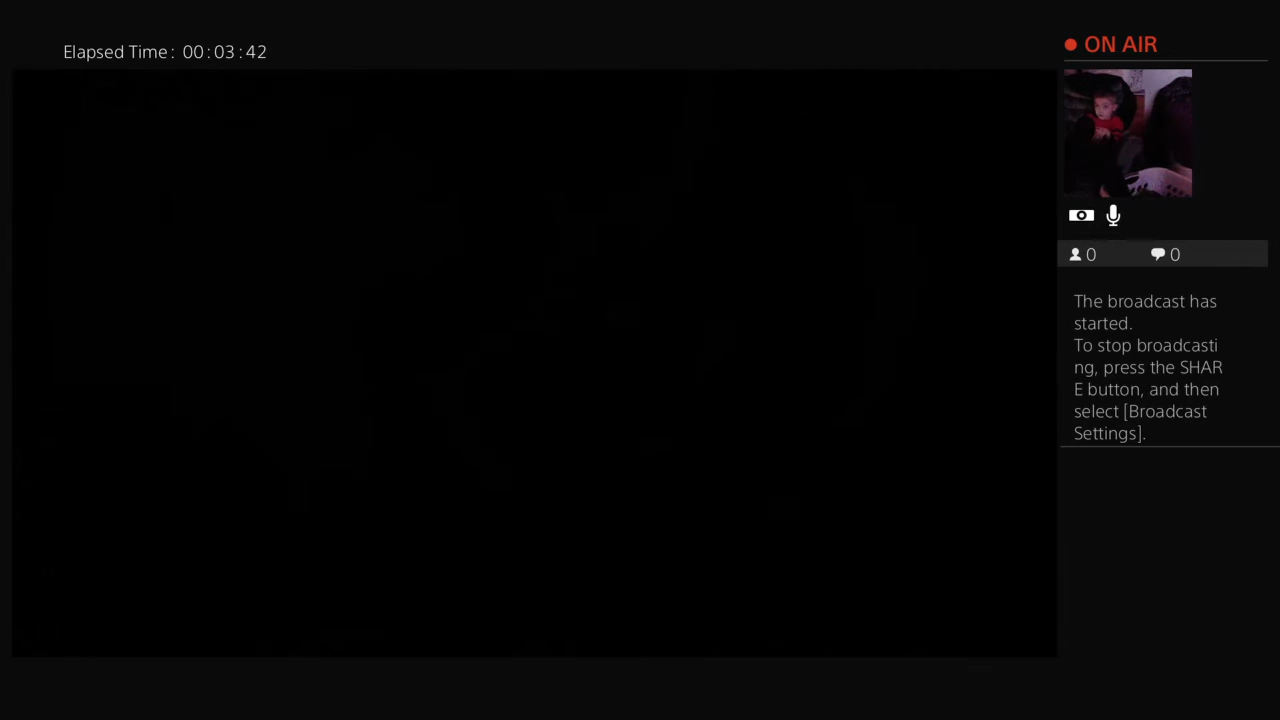 Elapsed Time: 00:03:42
ON AIR
0 0
The broadcast has
started.
To stop broadcasti
ng, press the SHAR
E button, and then
select [Broadcast
Settings].